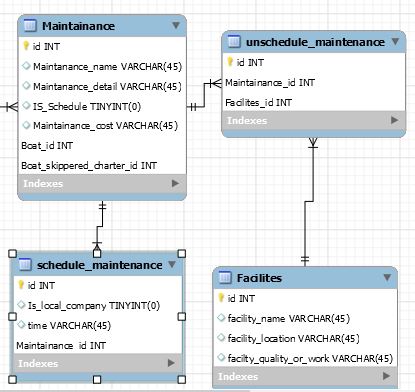 Maintainance
id INT
Maintanance_name VARCHAR(45)
Maintanance_detail VARCHAR(45)
IS_Schedule TINYINT(0)
Maintainance_cost VARCHAR(45)
Boat_id INT
Boat_skippered_charter_id INT
Indexes
unschedule_maintenance
id INT
Maintainance_id INT
Facilites_id INT
Indexes
schedule_maintenance
id INT
Is_local_company TINYINT(0)
time VARCHAR(45)
Maintainance_id INT
Indexes
Facilites
id INT
facility_name VARCHAR(45)
facility_location VARCHAR(45)
facilty_quality_or_work VARCHAR(45)
Indexes